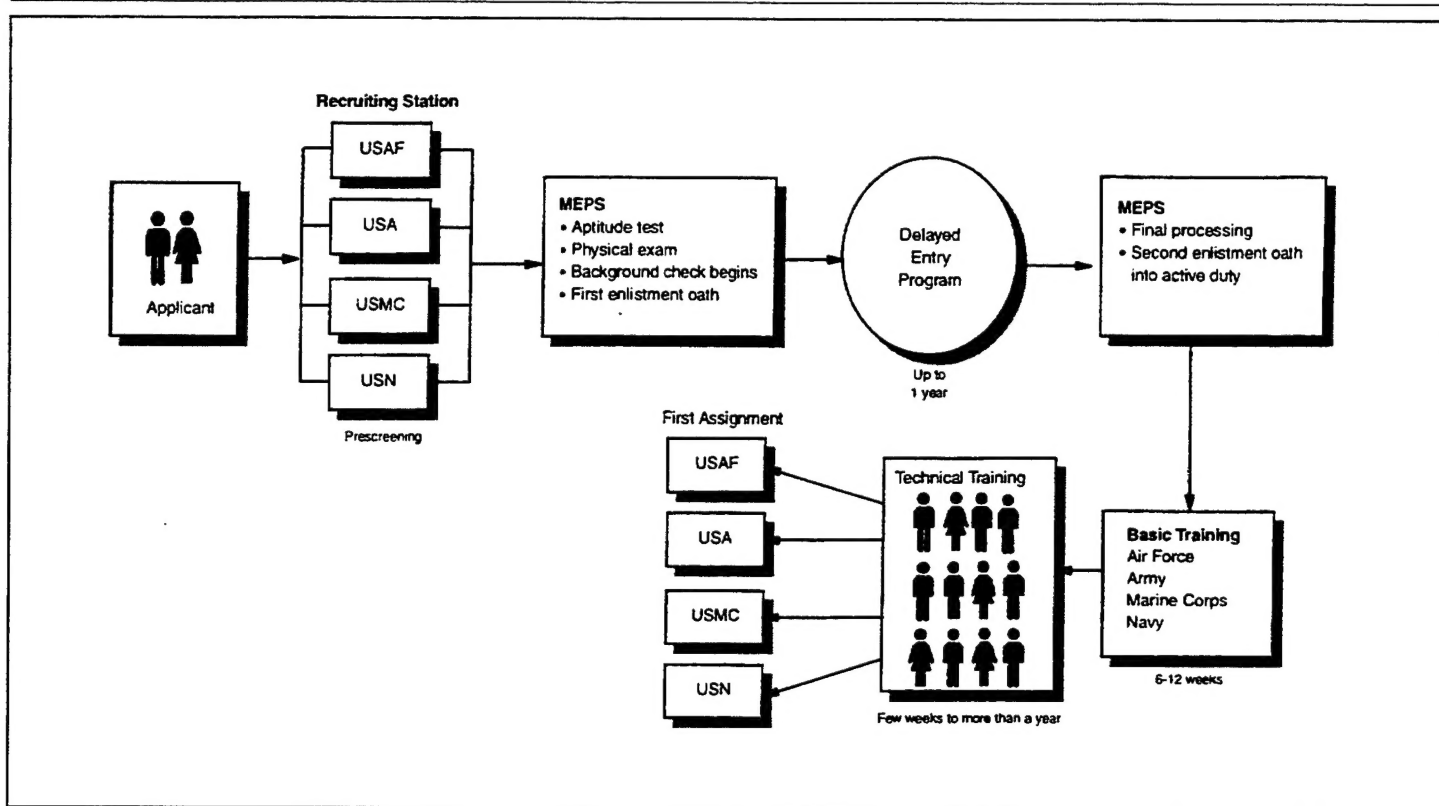 Recruiting Station
USAF
USA
USMC
USN
Prescreening
Applicant
MEPS
• Aptitude test
• Physical exam
• Background check begins
• First enlistment oath
Delayed
Entry
Program
Up to
1 year
MEPS
• Final processing
• Second enlistment oath
into active duty
Basic Training
Air Force
Army
Marine Corps
Navy
6-12 weeks
Technical Training
Few weeks to more than a year
First Assignment
USAF
USA
USMC
USN